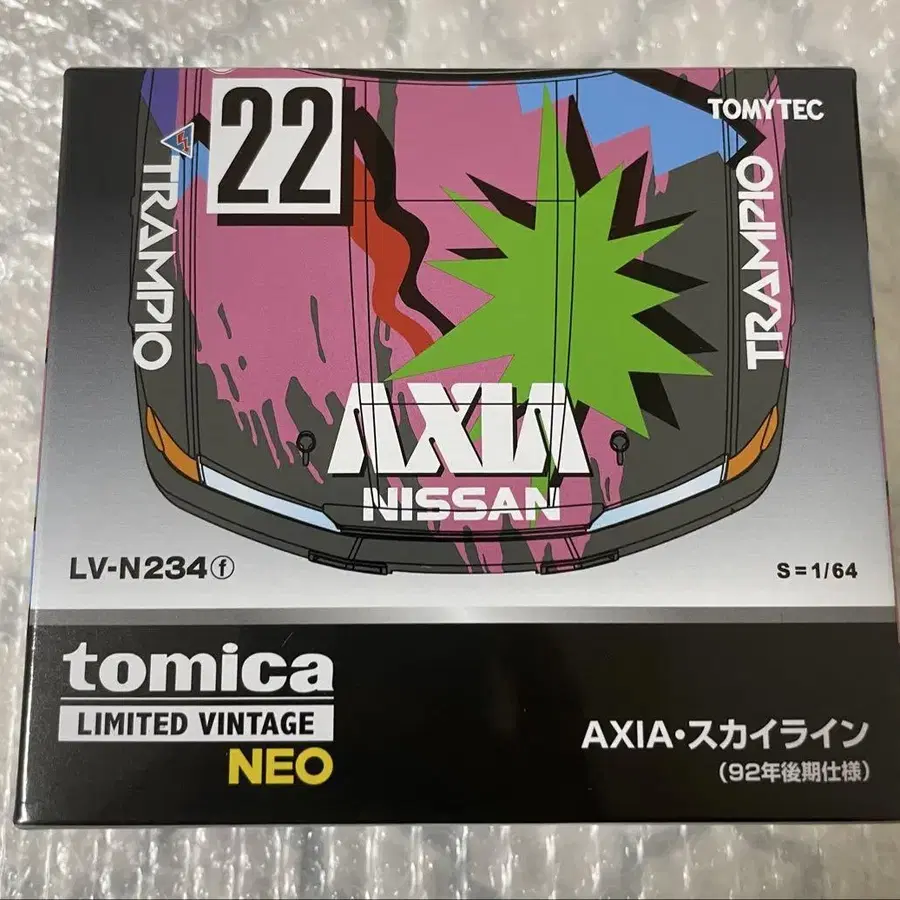 22
TOMYTEC
TRAMPIO
TRAMPIO
AXIA
NISSAN
LV-N234ⓕ
S=1/64
tomica
LIMITED VINTAGE
NEO
AXIA・スカイライン
(92年後期仕様)